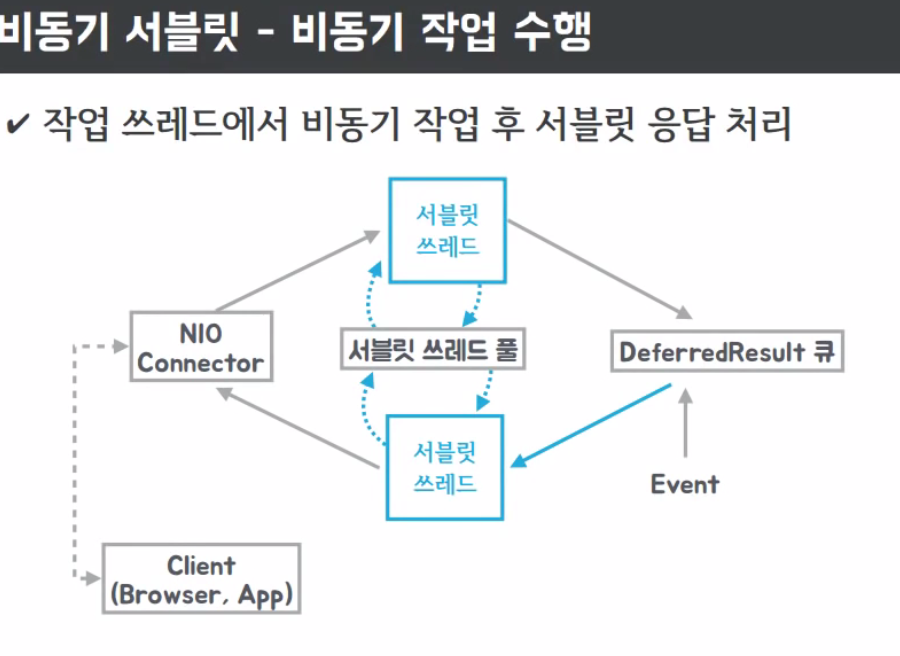 비동기 서블릿 - 비동기 작업 수행
✔ 작업 쓰레드에서 비동기 작업 후 서블릿 응답 처리
서블릿
쓰레드
NIO
Connector
서블릿 쓰레드 풀
DeferredResult 큐
서블릿
쓰레드
Event
Client
(Browser, App)